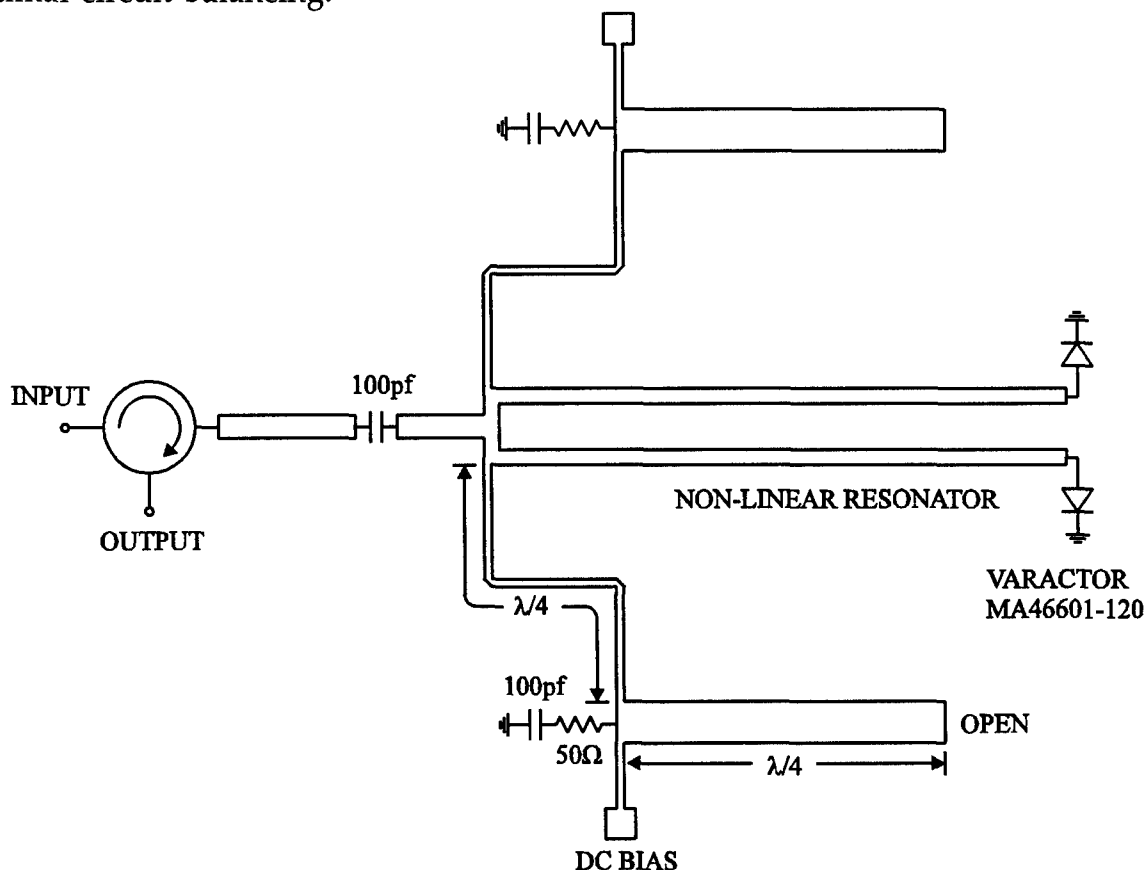 100pf
INPUT
OUTPUT
NON-LINEAR RESONATOR
VARACTOR
MA46601-120
λ/4
100pf
50Ω
OPEN
λ/4
DC BIAS